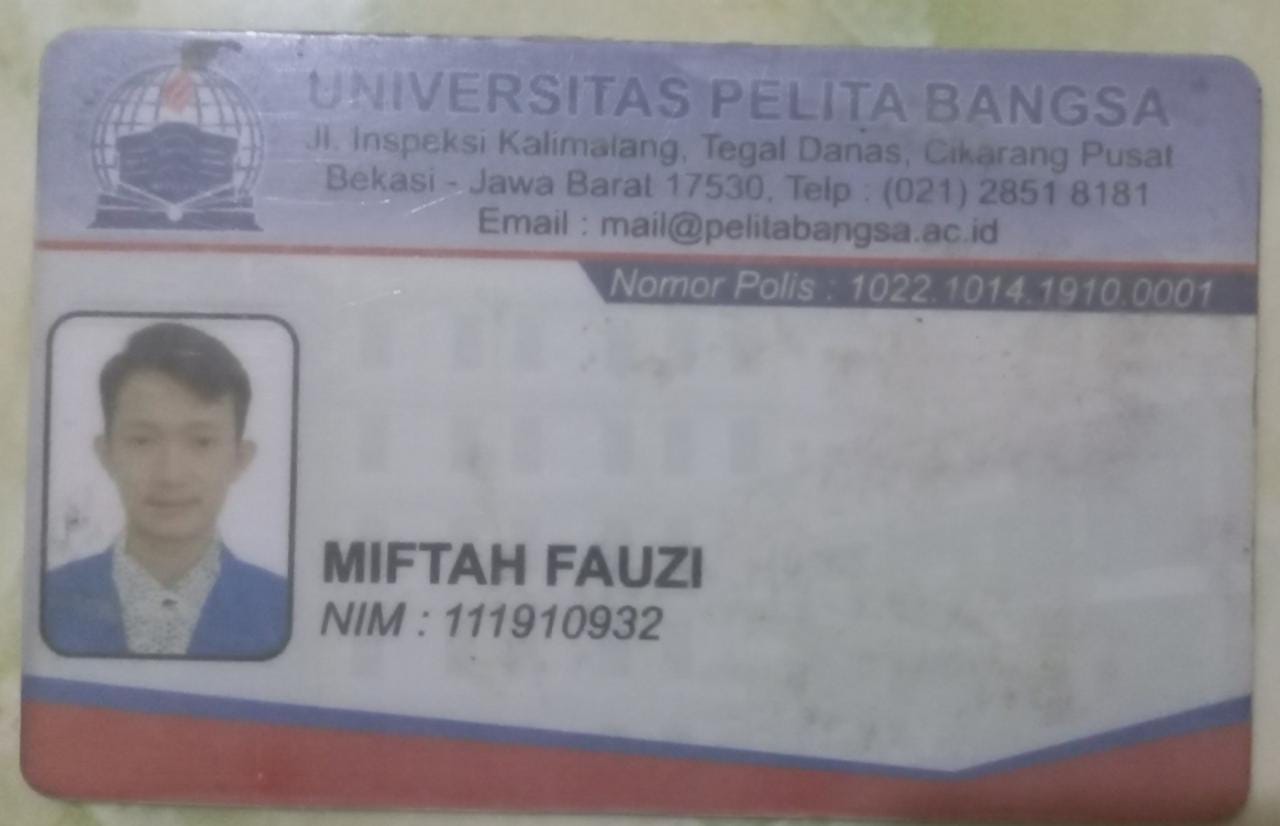 UNIVERSITAS PELITA BANGSA
Jl. Inspeksi Kalimalang, Tegal Danas, Cikarang Pusat
Bekasi - Jawa Barat 17530, Telp : (021) 2851 8181
Email : mail@pelitabangsa.ac.id
Nomor Polis : 1022.1014.1910.0001
MIFTAH FAUZI
NIM : 111910932